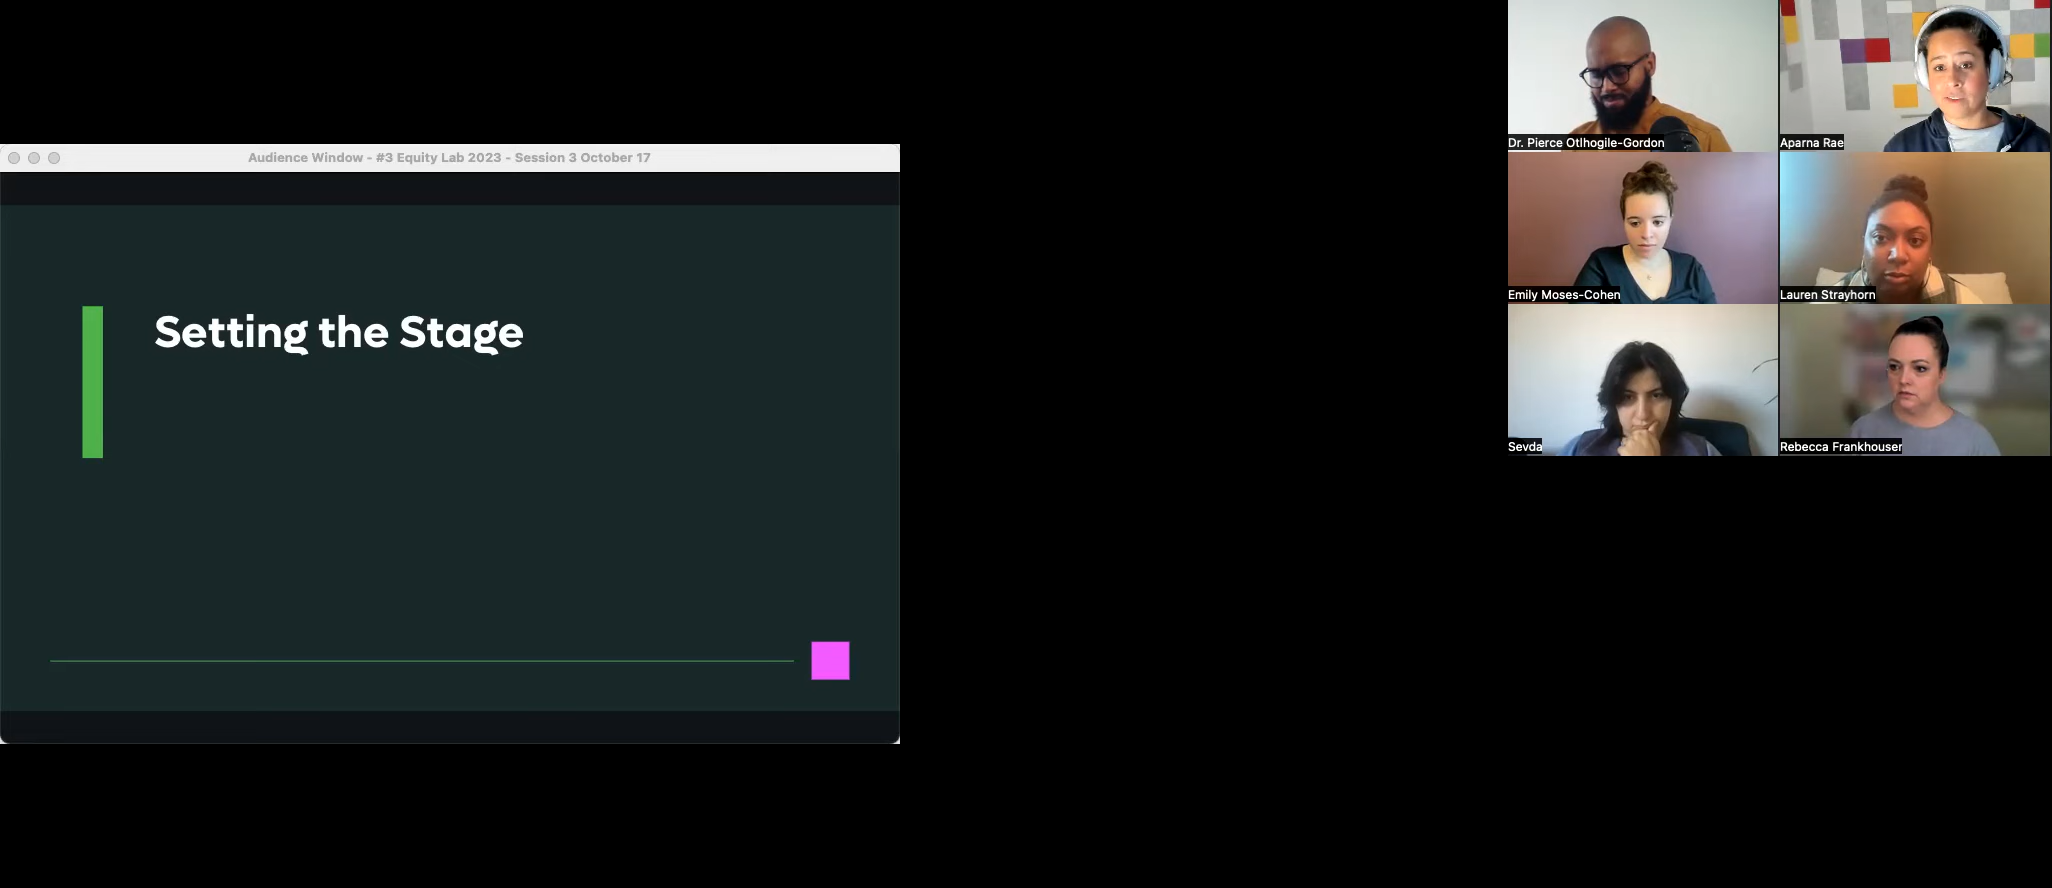 Audience Window - #3 Equity Lab 2023 - Session 3 October 17
Setting the Stage
Dr. Pierce Otlhogile-Gordon
Aparna Rae
Emily Moses-Cohen
Lauren Strayhorn
Sevda
Rebecca Frankhouser